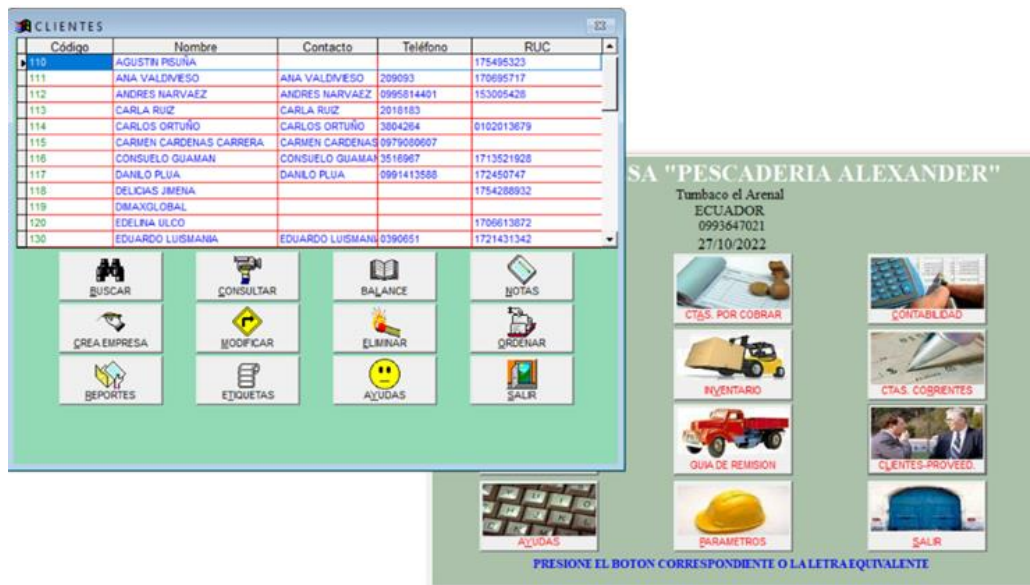 CLIENTES
Código Nombre Contacto Teléfono RUC
110 AGUSTIN PISUÑA 175495323
111 ANA VALDIVIESO ANA VALDIVIESO 209093 170695717
112 ANDRES NARVAEZ ANDRES NARVAEZ 0995814401 153005428
113 CARLA RUIZ CARLA RUIZ 2018183
114 CARLOS ORTUÑO CARLOS ORTUÑO 3804264 0102013679
115 CARMEN CARDENAS CARRERA CARMEN CARDENAS 0979080607
116 CONSUELO GUAMAN CONSUELO GUAMAN 3516967 1713521928
117 DANILO PLUA DANILO PLUA 0991413588 172450747
118 DELICIAS JIMENA 1754288932
119 DIMAXGLOBAL
120 EDELINA ULCO 1706613872
130 EDUARDO LUISMANIA EDUARDO LUISMANI 0390651 1721431342
BUSCAR CONSULTAR BALANCE NOTAS
CREA EMPRESA MODIFICAR ELIMINAR ORDENAR
REPORTES ETIQUETAS AYUDAS SALIR
SA "PESCADERIA ALEXANDER"
Tumbaco el Arenal
ECUADOR
0993647021
27/10/2022
CTAS. POR COBRAR CONTABILIDAD
INVENTARIO CTAS. CORRIENTES
GUIA DE REMISION CLIENTES-PROVEED.
AYUDAS PARAMETROS SALIR
PRESIONE EL BOTON CORRESPONDIENTE O LA LETRA EQUIVALENTE